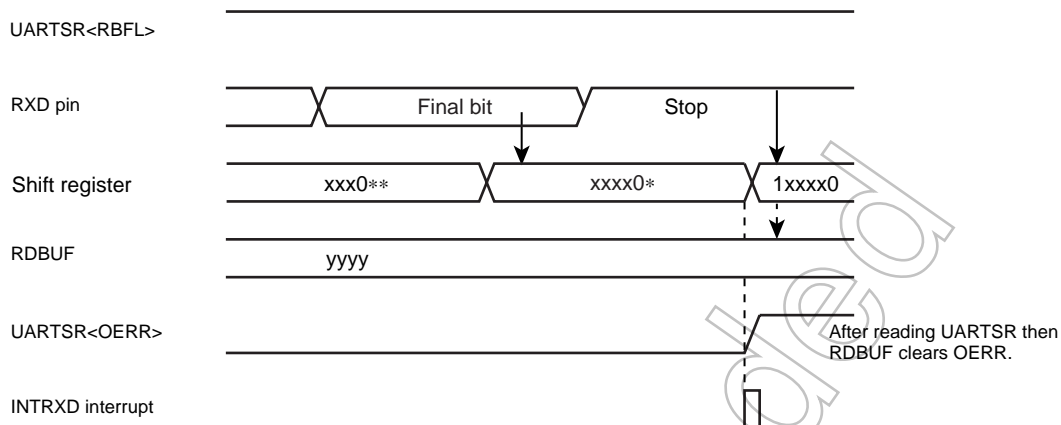 UARTSR<RBFL>
RXD pin
Final bit
Stop
Shift register
xxx0**
xxxx0*
1xxxx0
RDBUF
yyyy
UARTSR<OERR>
After reading UARTSR then
RDBUF clears OERR.
INTRXD interrupt